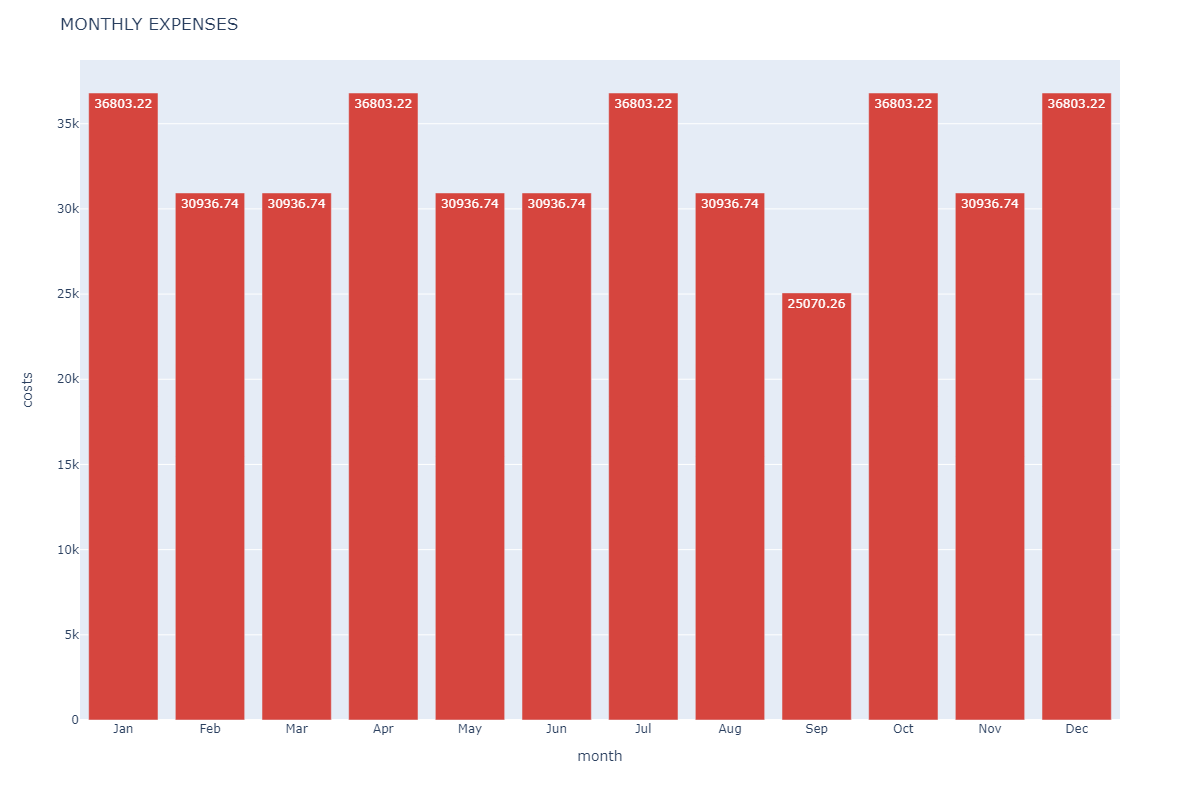 MONTHLY EXPENSES
36803.22 36803.22 36803.22 36803.22 36803.22
35k
30936.74 30936.74 30936.74 30936.74 30936.74 30936.74
30k
25k
25070.26
20k
costs
15k
10k
5k
0
Jan Feb Mar Apr May Jun Jul Aug Sep Oct Nov Dec
month